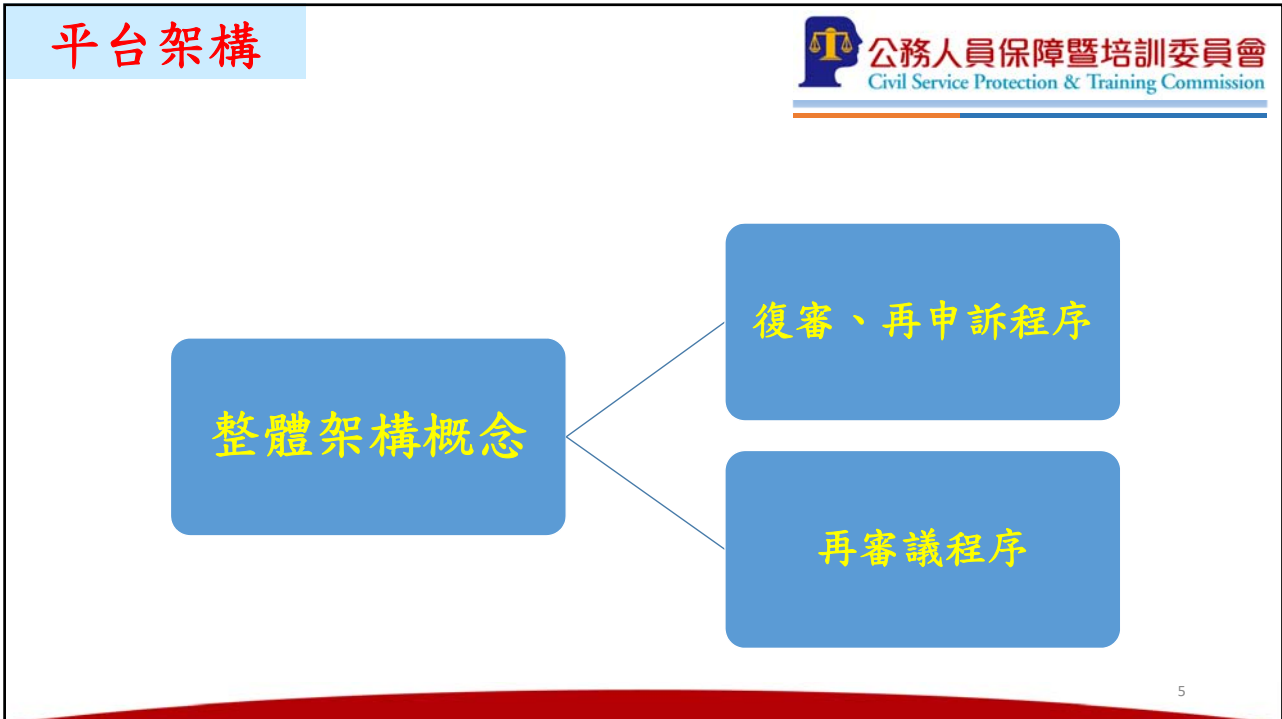 平台架構
公務人員保障暨培訓委員會
Civil Service Protection & Training Commission
整體架構概念
復審、再申訴程序
再審議程序
5